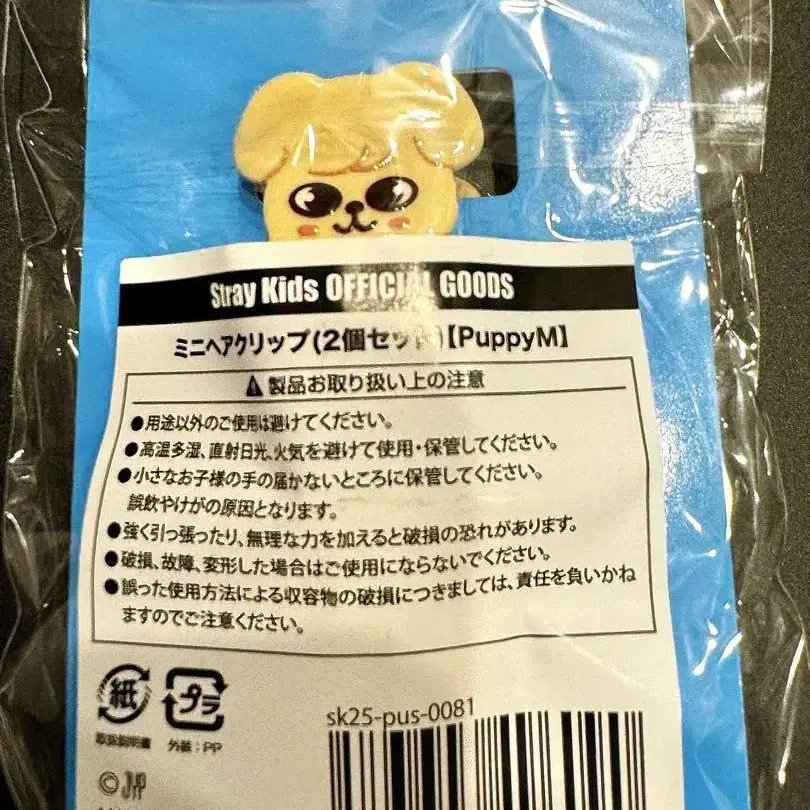 Stray Kids OFFICIAL GOODS
ミニヘアクリップ(2個セット)【PuppyM】
⚠製品お取り扱い上の注意
●用途以外のご使用は避けてください。
●高温多湿、直射日光、火気を避けて使用・保管してください。
●小さなお子様の手の届かないところに保管してください。
誤飲やけがの原因となります。
●強く引っ張ったり、無理な力を加えると破損の恐れがあります。
●破損、故障、変形した場合はご使用にならないでください。
●誤った使用方法による収容物の破損につきましては、責任を負いかね
ますのでご注意ください。
紙 プラ
取扱説明書 外装:PP
sk25-pus-0081
©JYP